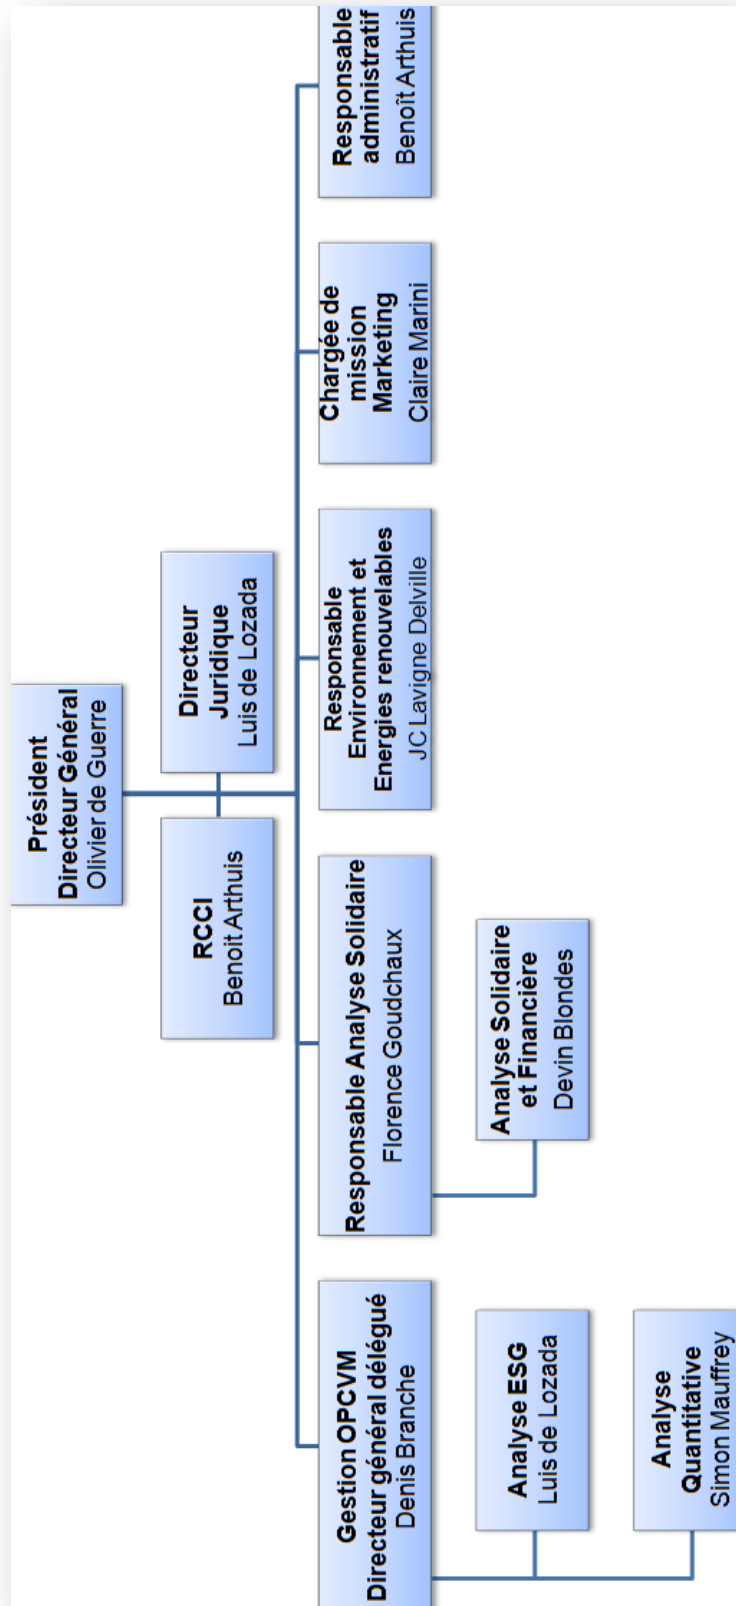 Président
Directeur Général
Olivier de Guerre
RCCI
Benoit Arthuis
Directeur
Juridique
Luis de Lozada
Gestion OPCVM
Directeur général délégué
Denis Branche
Responsable Analyse Solidaire
Florence Goudchaux
Responsable
Environnement et
Energies renouvelables
JC Lavigne Delville
Chargée de
mission
Marketing
Claire Marini
Responsable
administratif
Benoît Arthuis
Analyse ESG
Luis de Lozada
Analyse Solidaire
et Financière
Devin Blondes
Analyse
Quantitative
Simon Mauffrey